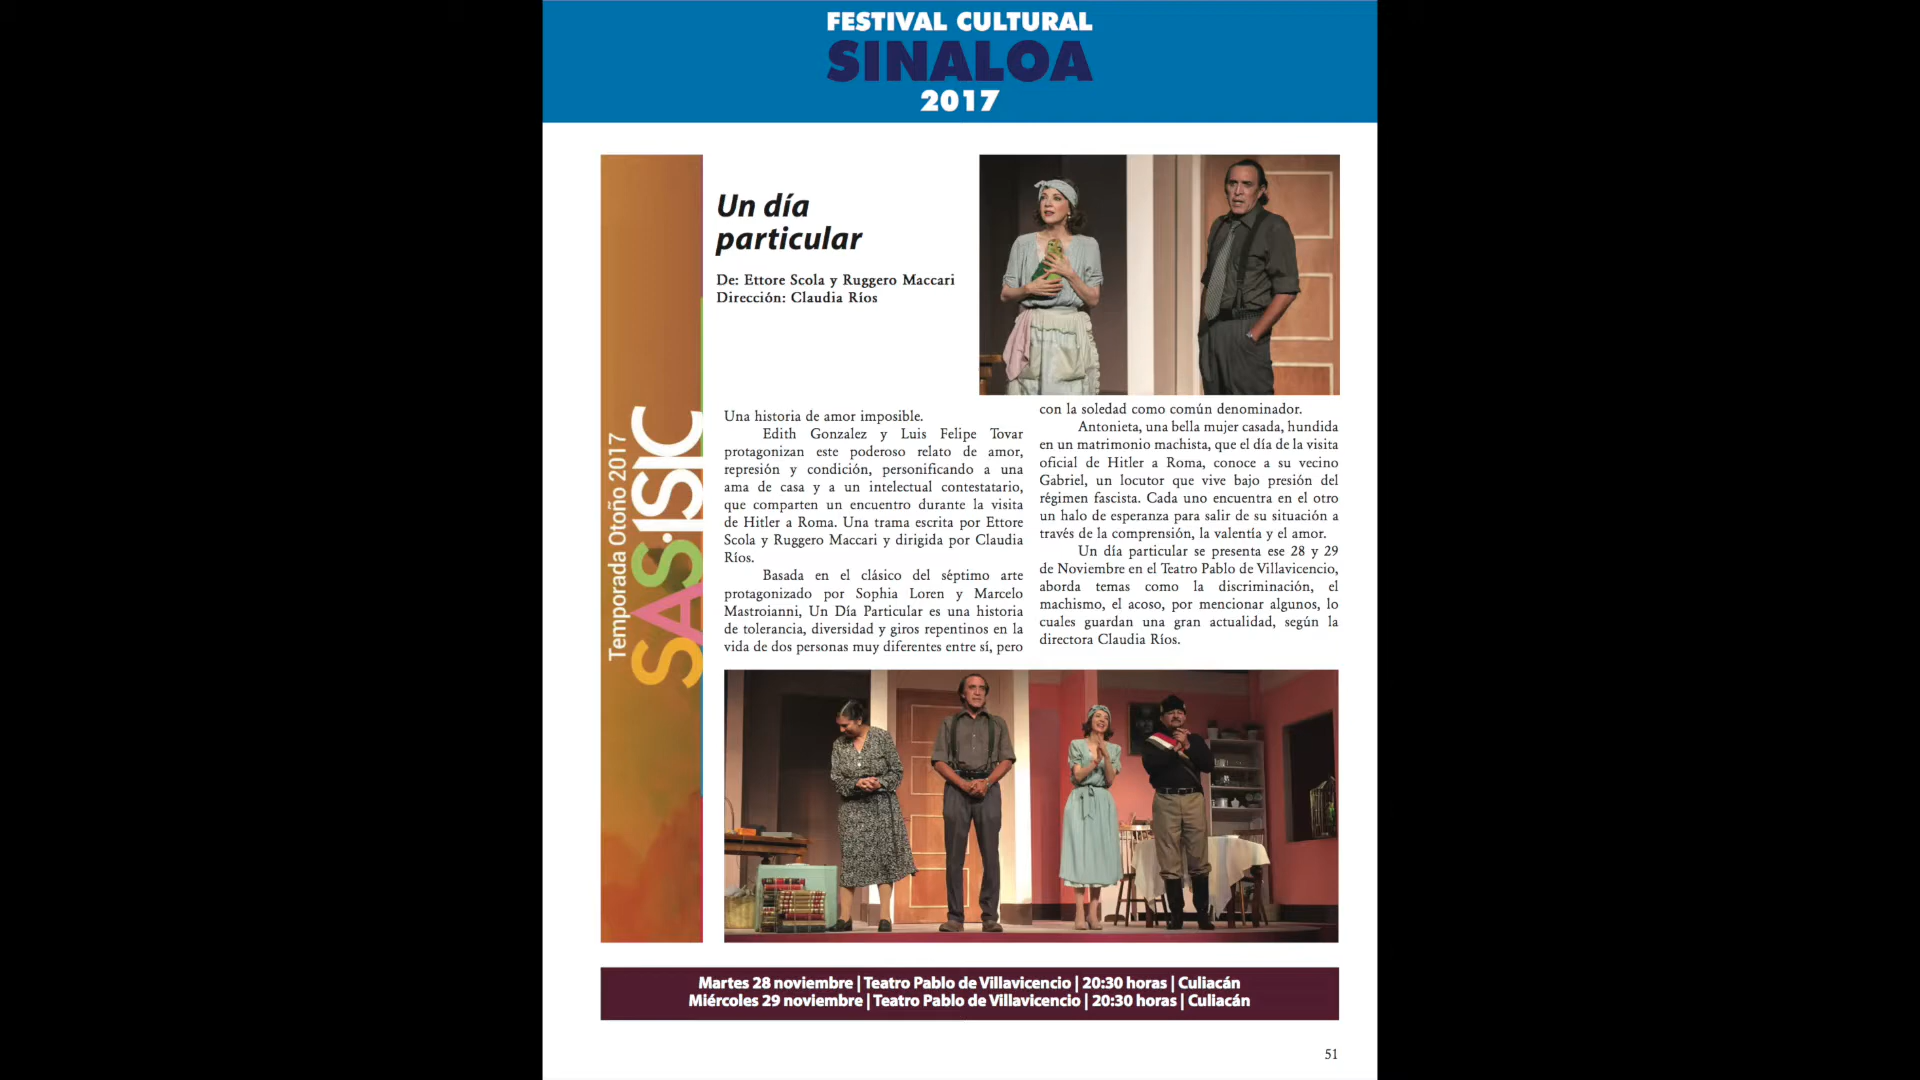 FESTIVAL CULTURAL
SINALOA
2017
Temporada Otoño 2017
SAS·ISIC
Un día
particular
De: Ettore Scola y Ruggero Maccari
Dirección: Claudia Ríos
Una historia de amor imposible.
Edith Gonzalez y Luis Felipe Tovar
protagonizan este poderoso relato de amor,
represión y condición, personificando a una
ama de casa y a un intelectual contestatario,
que comparten un encuentro durante la visita
de Hitler a Roma. Una trama escrita por Ettore
Scola y Ruggero Maccari y dirigida por Claudia
Ríos.
Basada en el clásico del séptimo arte
protagonizado por Sophia Loren y Marcelo
Mastroianni, Un Día Particular es una historia
de tolerancia, diversidad y giros repentinos en la
vida de dos personas muy diferentes entre sí, pero
con la soledad como común denominador.
Antonieta, una bella mujer casada, hundida
en un matrimonio machista, que el día de la visita
oficial de Hitler a Roma, conoce a su vecino
Gabriel, un locutor que vive bajo presión del
régimen fascista. Cada uno encuentra en el otro
un halo de esperanza para salir de su situación a
través de la comprensión, la valentía y el amor.
Un día particular se presenta ese 28 y 29
de Noviembre en el Teatro Pablo de Villavicencio,
aborda temas como la discriminación, el
machismo, el acoso, por mencionar algunos, lo
cuales guardan una gran actualidad, según la
directora Claudia Ríos.
Martes 28 noviembre | Teatro Pablo de Villavicencio | 20:30 horas | Culiacán
Miércoles 29 noviembre | Teatro Pablo de Villavicencio | 20:30 horas | Culiacán
51